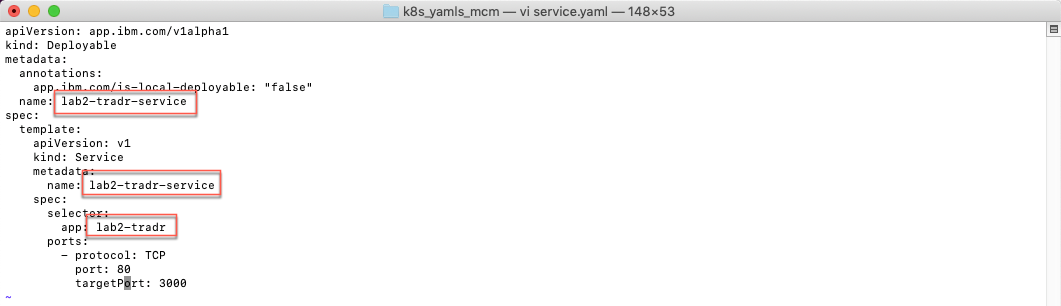 k8s_yamls_mcm — vi service.yaml — 148×53
apiVersion: app.ibm.com/v1alpha1
kind: Deployable
metadata:
  annotations:
    app.ibm.com/is-local-deployable: "false"
  name: lab2-tradr-service
spec:
  template:
    apiVersion: v1
    kind: Service
    metadata:
      name: lab2-tradr-service
    spec:
      selector:
        app: lab2-tradr
      ports:
        - protocol: TCP
          port: 80
          targetPort: 3000
~